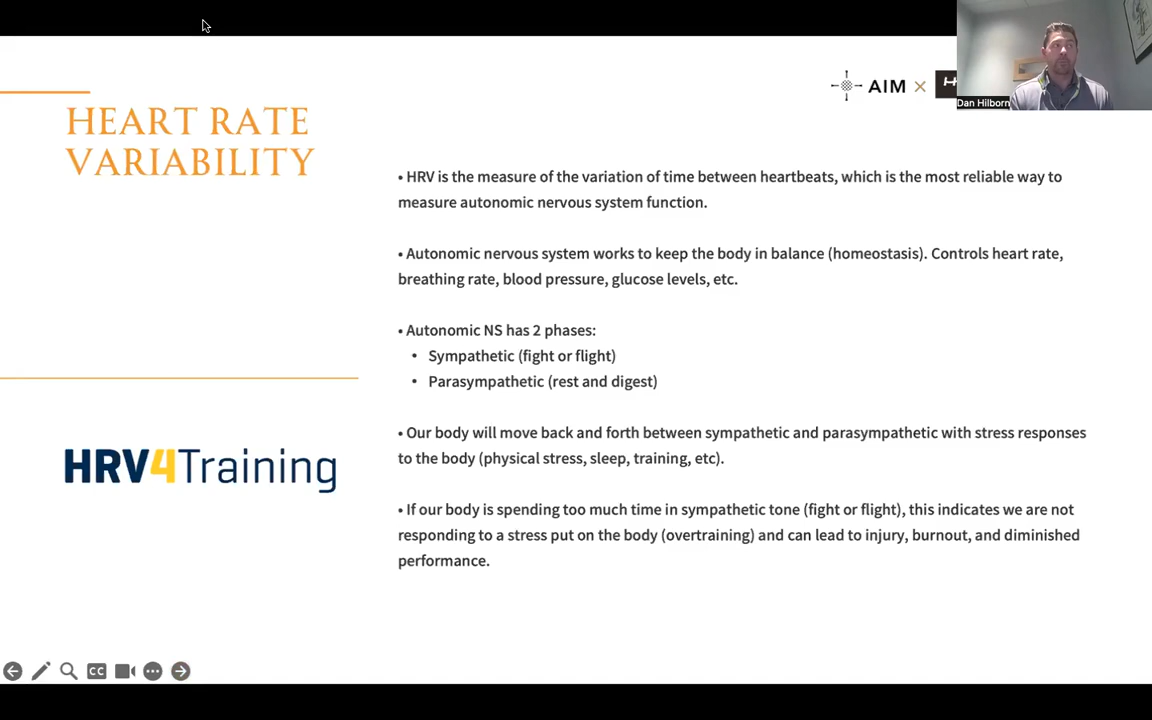 AIM ×
Dan Hilborn
HEART RATE
VARIABILITY
• HRV is the measure of the variation of time between heartbeats, which is the most reliable way to
measure autonomic nervous system function.
• Autonomic nervous system works to keep the body in balance (homeostasis). Controls heart rate,
breathing rate, blood pressure, glucose levels, etc.
• Autonomic NS has 2 phases:
• Sympathetic (fight or flight)
• Parasympathetic (rest and digest)
• Our body will move back and forth between sympathetic and parasympathetic with stress responses
to the body (physical stress, sleep, training, etc).
• If our body is spending too much time in sympathetic tone (fight or flight), this indicates we are not
responding to a stress put on the body (overtraining) and can lead to injury, burnout, and diminished
performance.
HRV4Training
CC